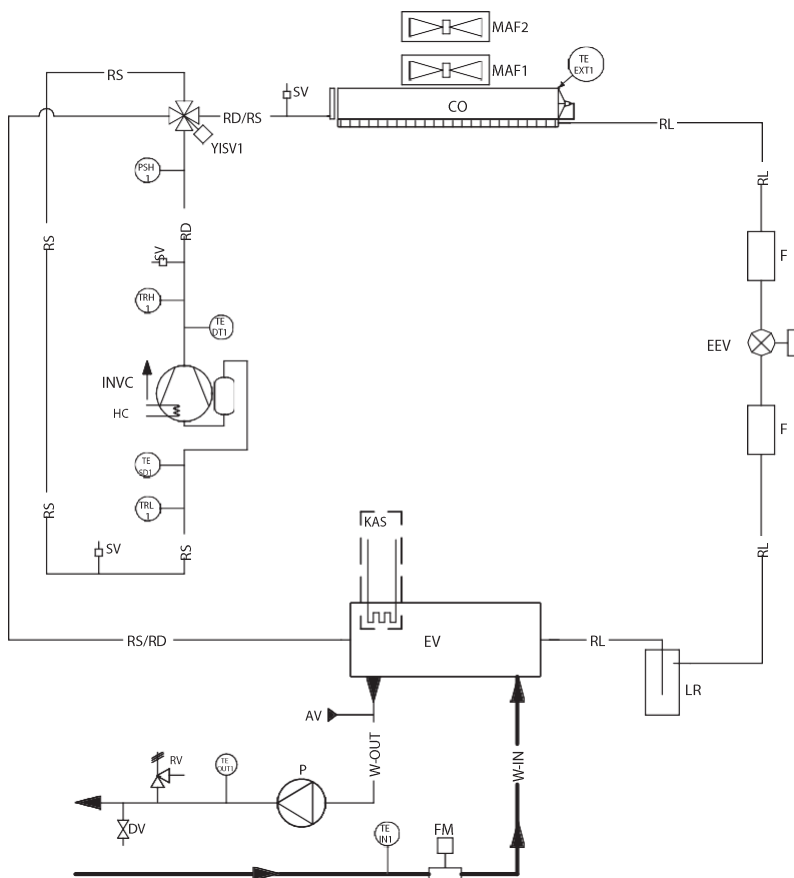 MAF2
MAF1
TE
EXT1
RS
SV
CO
RD/RS
RL
YISV1
PSH
1
RL
RS
RD
SV
F
TRH
1
TE
DT1
EEV
INVC
HC
F
TE
SD1
TRL
1
RS
KAS
SV
RS
RL
RS/RD
EV
RL
LR
AV
W-OUT
W-IN
RV
TE
OUT1
P
DV
TE
IN1
FM